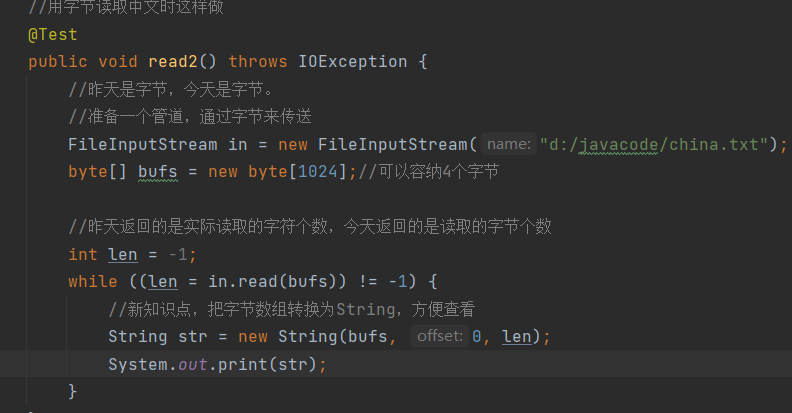 //用字节读取中文时这样做
@Test
public void read2() throws IOException {
//昨天是字节，今天是字节。
//准备一个管道，通过字节来传送
FileInputStream in = new FileInputStream( name: "d:/javacode/china.txt");
byte[] bufs = new byte[1024];//可以容纳4个字节
//昨天返回的是实际读取的字符个数，今天返回的是读取的字节个数
int len = -1;
while ((len = in.read(bufs)) != -1) {
//新知识点，把字节数组转换为String，方便查看
String str = new String(bufs, offset: 0, len);
System.out.print(str);
}